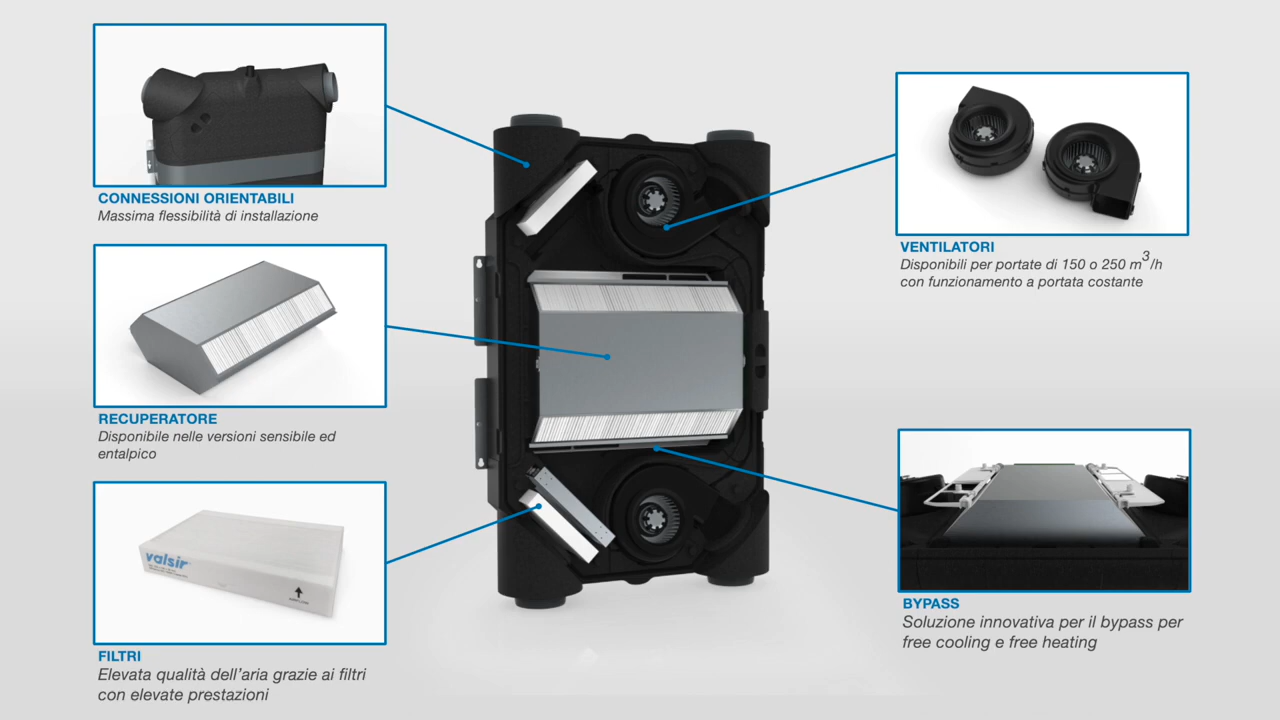 CONNESSIONI ORIENTABILI
Massima flessibilità di installazione
RECUPERATORE
Disponibile nelle versioni sensibile ed
entalpico
valsir
FILTRI
Elevata qualità dell'aria grazie ai filtri
con elevate prestazioni
VENTILATORI
Disponibili per portate di 150 o 250 m³/h
con funzionamento a portata costante
BYPASS
Soluzione innovativa per il bypass per
free cooling e free heating